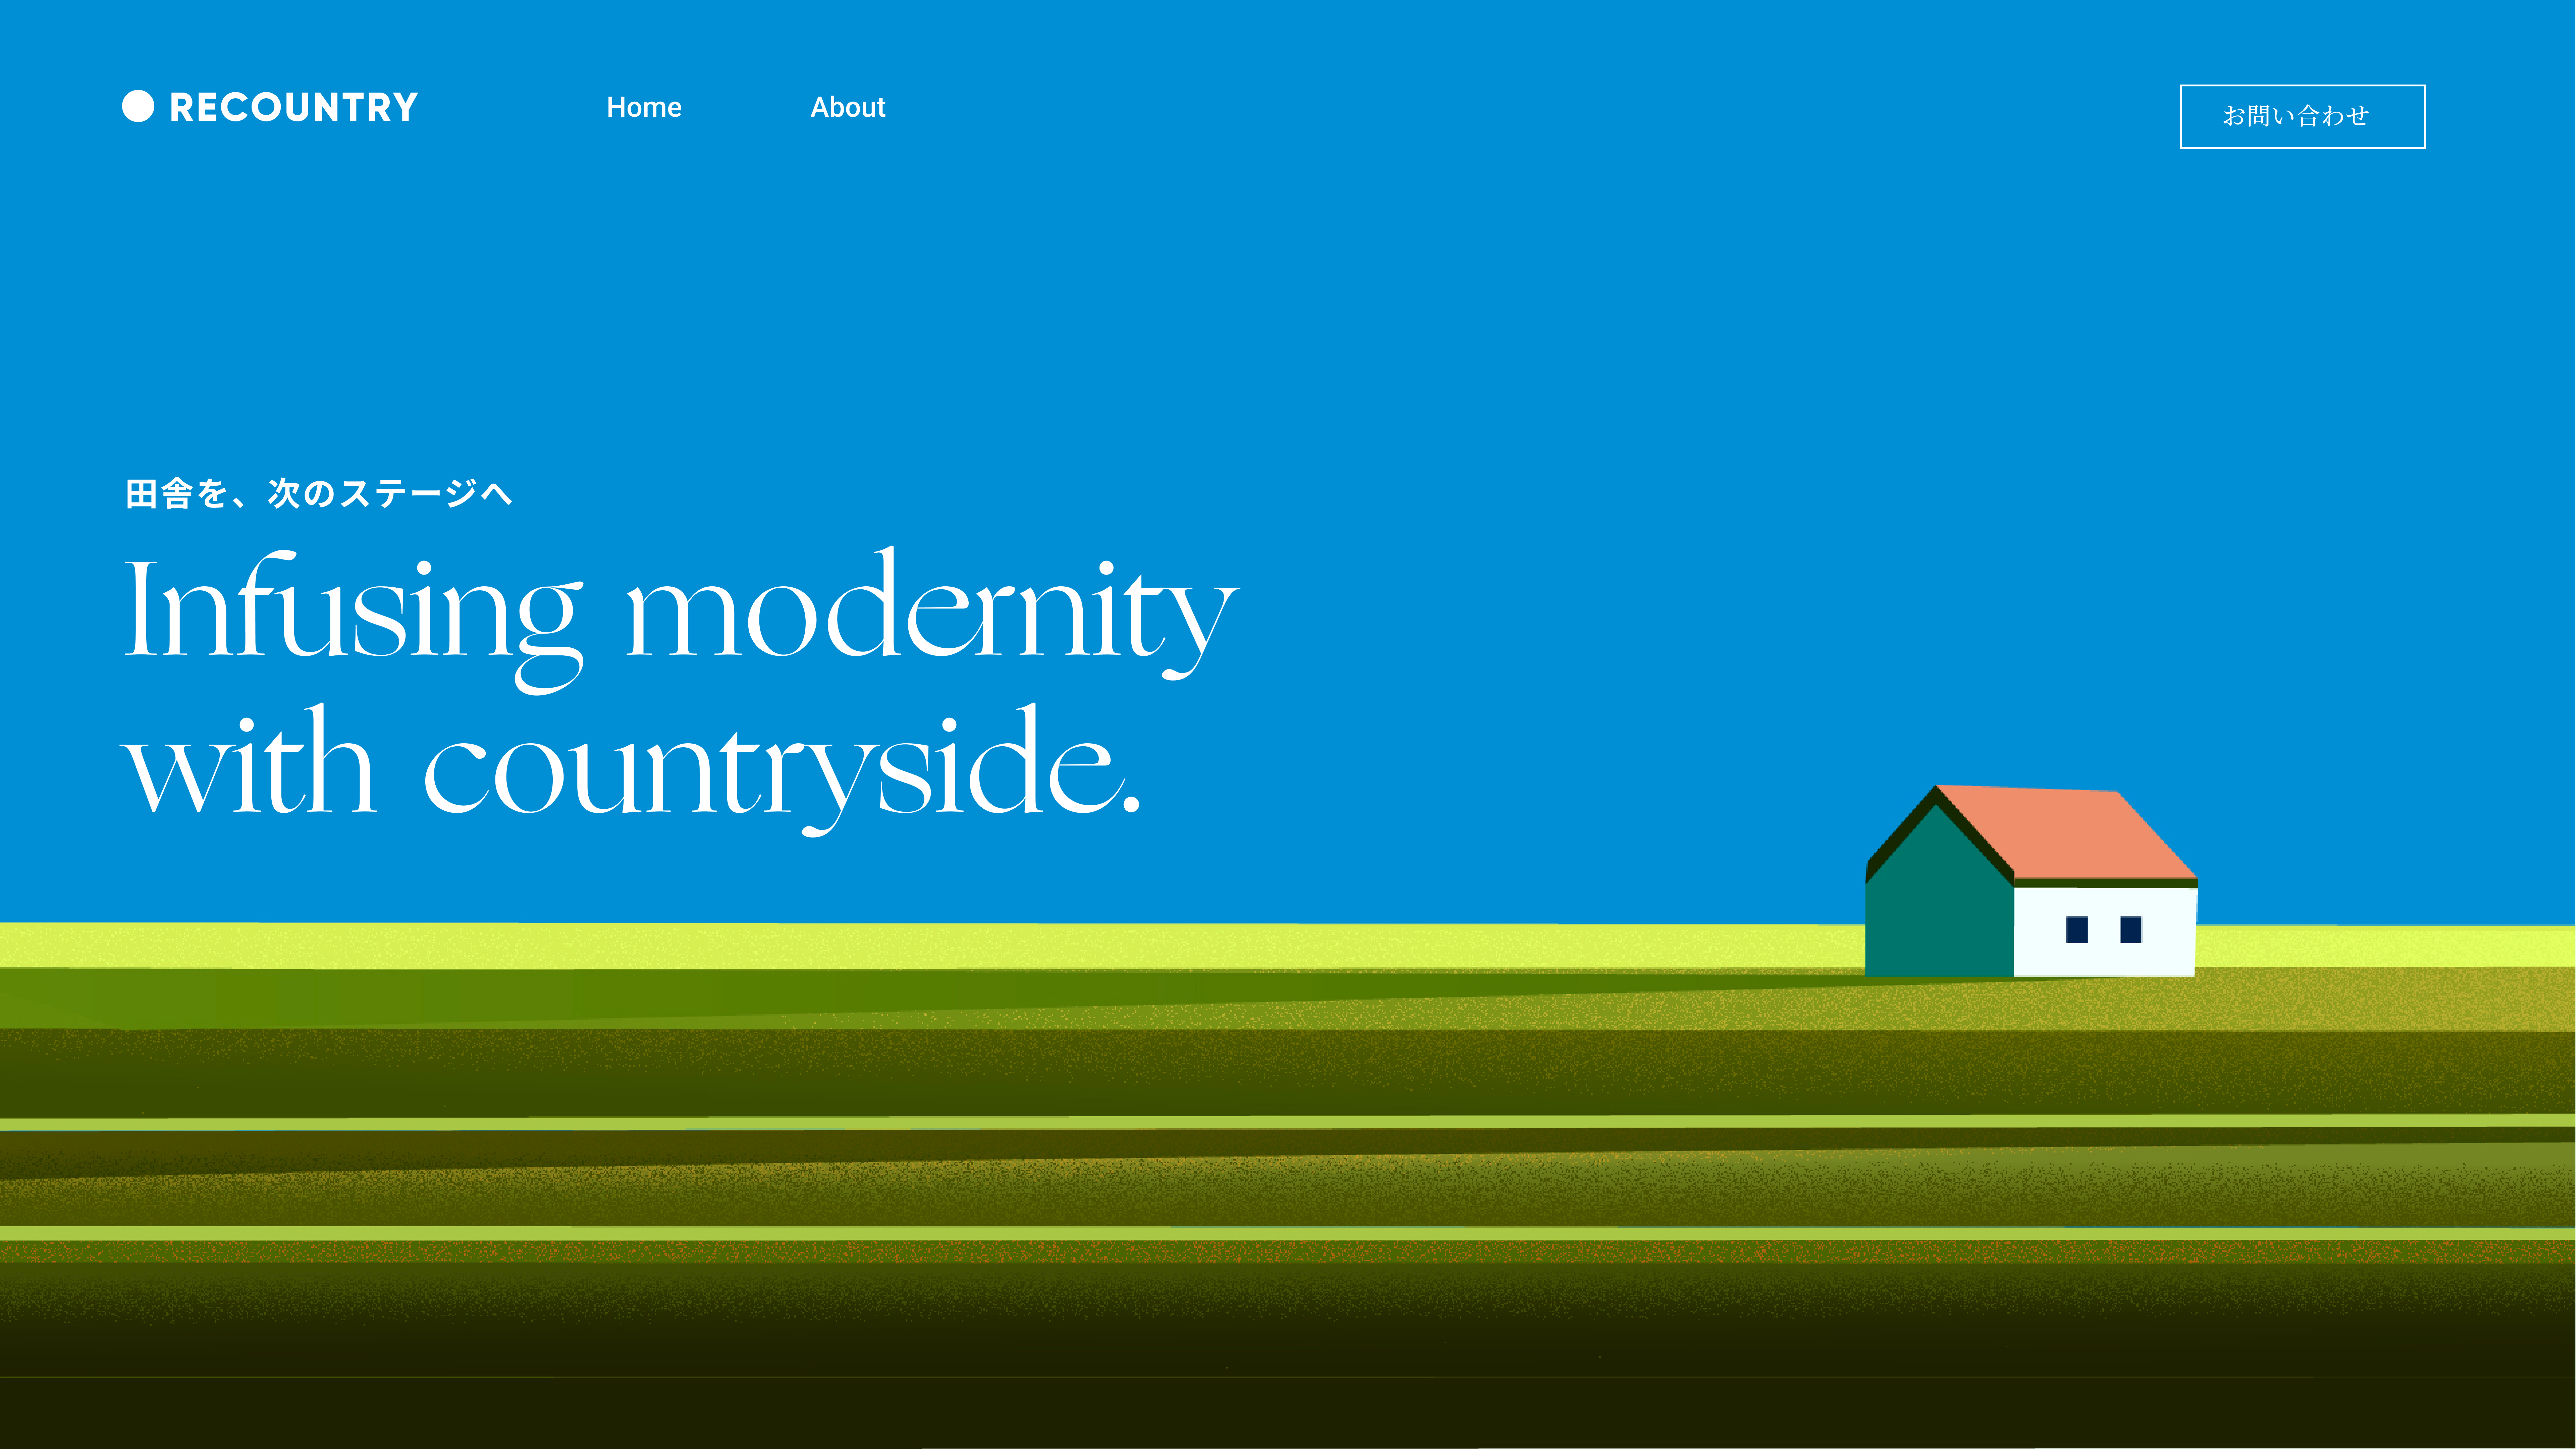 RECOUNTRY
Home
About
お問い合わせ
田舎を、次のステージへ
Infusing modernity
with countryside.